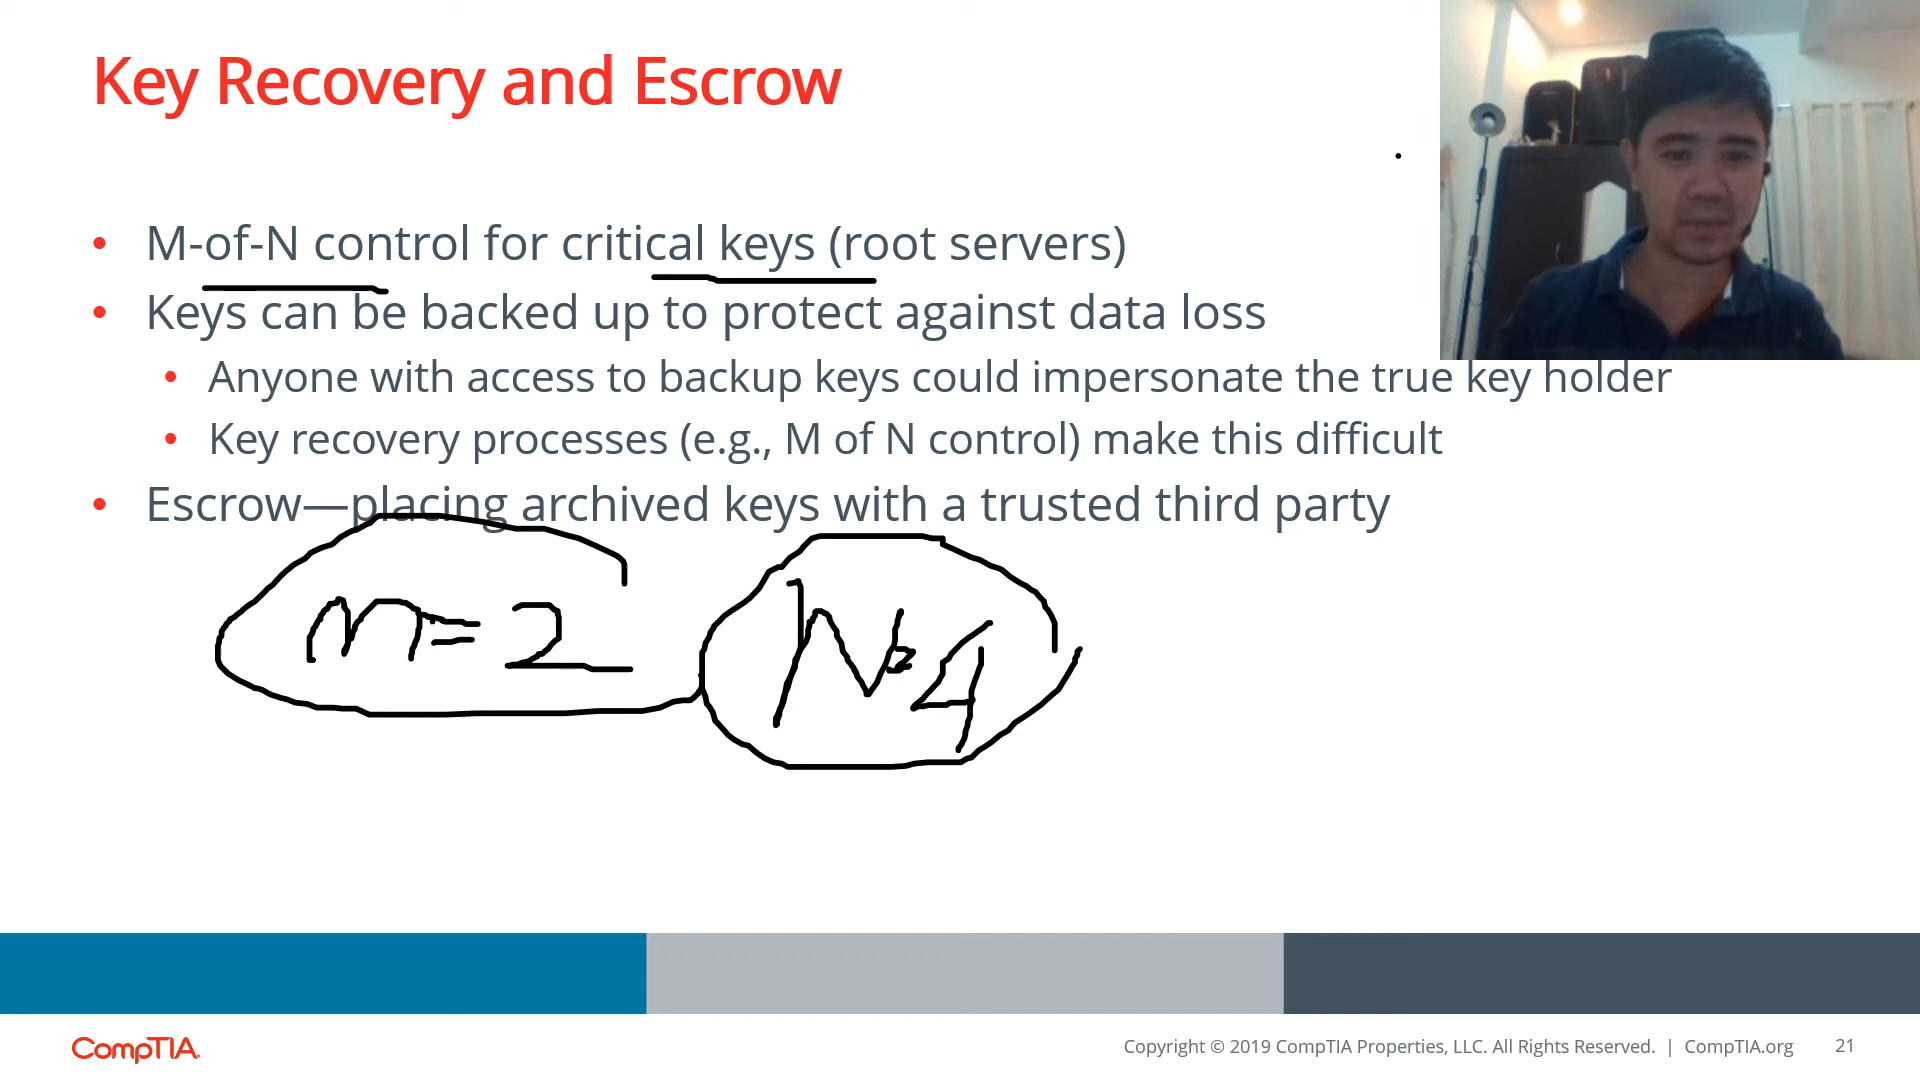 Key Recovery and Escrow
• M-of-N control for critical keys (root servers)
• Keys can be backed up to protect against data loss
• Anyone with access to backup keys could impersonate the true key holder
• Key recovery processes (e.g., M of N control) make this difficult
• Escrow—placing archived keys with a trusted third party
m=2 N=4
CompTIA.
Copyright © 2019 CompTIA Properties, LLC. All Rights Reserved. | CompTIA.org 21